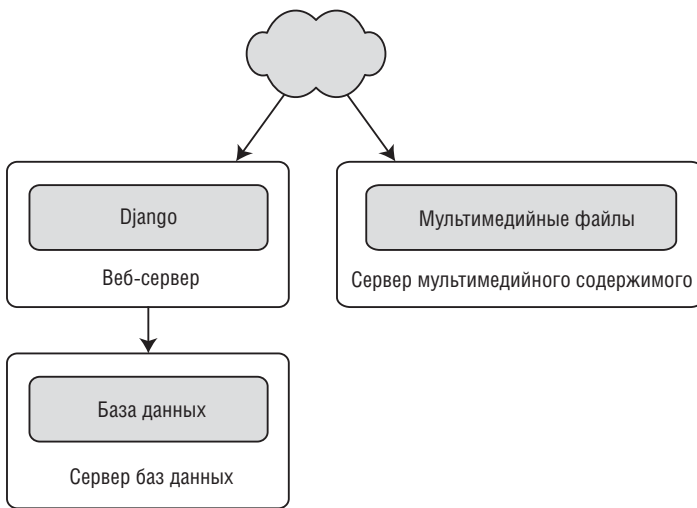 Django
Веб-сервер
Мультимедийные файлы
Сервер мультимедийного содержимого
База данных
Сервер баз данных